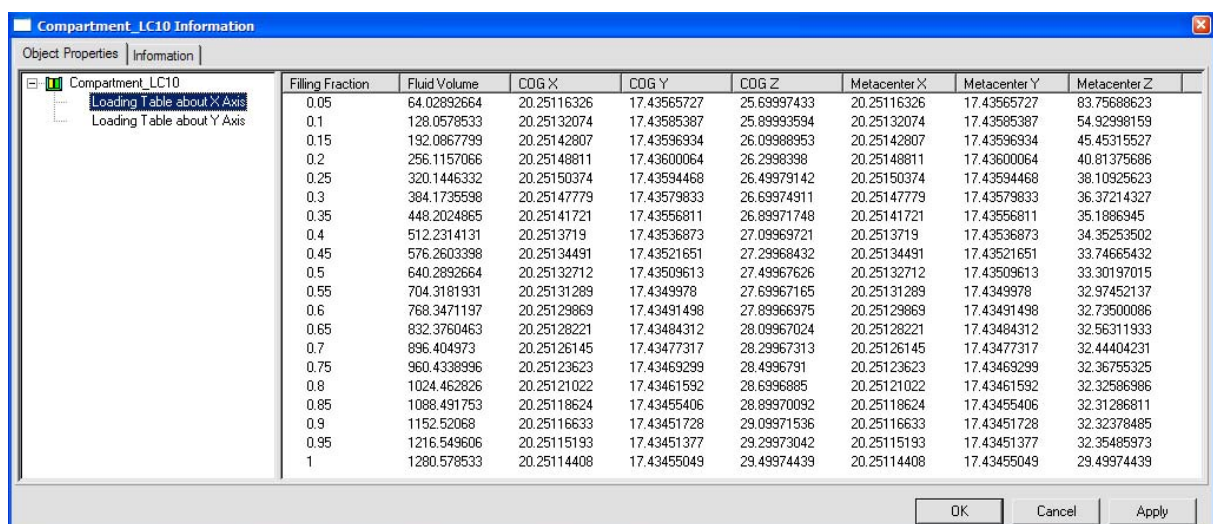 Compartment_LC10 Information
Object Properties Information
Compartment_LC10
Loading Table about X Axis
Loading Table about Y Axis
Filling Fraction Fluid Volume COG X COG Y COG Z Metacenter X Metacenter Y Metacenter Z
0.05 64.02892664 20.25116326 17.43565727 25.69997433 20.25116326 17.43565727 83.75688623
0.1 128.0578533 20.25132074 17.43585387 25.89993594 20.25132074 17.43585387 54.92998159
0.15 192.0867799 20.25142807 17.43596934 26.09988953 20.25142807 17.43596934 45.45315527
0.2 256.1157066 20.25148811 17.43600064 26.2998398 20.25148811 17.43600064 40.81375686
0.25 320.1446332 20.25150374 17.43594468 26.49979142 20.25150374 17.43594468 38.10925623
0.3 384.1735598 20.25147779 17.43579833 26.69974911 20.25147779 17.43579833 36.37214327
0.35 448.2024865 20.25141721 17.43556811 26.89971748 20.25141721 17.43556811 35.1886945
0.4 512.2314131 20.2513719 17.43536873 27.09969721 20.2513719 17.43536873 34.35253502
0.45 576.2603398 20.25134491 17.43521651 27.29968432 20.25134491 17.43521651 33.74665432
0.5 640.2892664 20.25132712 17.43509613 27.49967626 20.25132712 17.43509613 33.30197015
0.55 704.3181931 20.25131289 17.4349978 27.69967165 20.25131289 17.4349978 32.97452137
0.6 768.3471197 20.25129869 17.43491498 27.89966975 20.25129869 17.43491498 32.73500086
0.65 832.3760463 20.25128221 17.43484312 28.09967024 20.25128221 17.43484312 32.56311933
0.7 896.404973 20.25126145 17.43477317 28.29967313 20.25126145 17.43477317 32.44404231
0.75 960.4338996 20.25123623 17.43469299 28.4996791 20.25123623 17.43469299 32.36755325
0.8 1024.462826 20.25121022 17.43461592 28.6996885 20.25121022 17.43461592 32.32586986
0.85 1088.491753 20.25118624 17.43455406 28.89970092 20.25118624 17.43455406 32.31286811
0.9 1152.52068 20.25116633 17.43451728 29.09971536 20.25116633 17.43451728 32.32378485
0.95 1216.549606 20.25115193 17.43451377 29.29973042 20.25115193 17.43451377 32.35485973
1 1280.578533 20.25114408 17.43455049 29.49974439 20.25114408 17.43455049 29.49974439
OK Cancel Apply